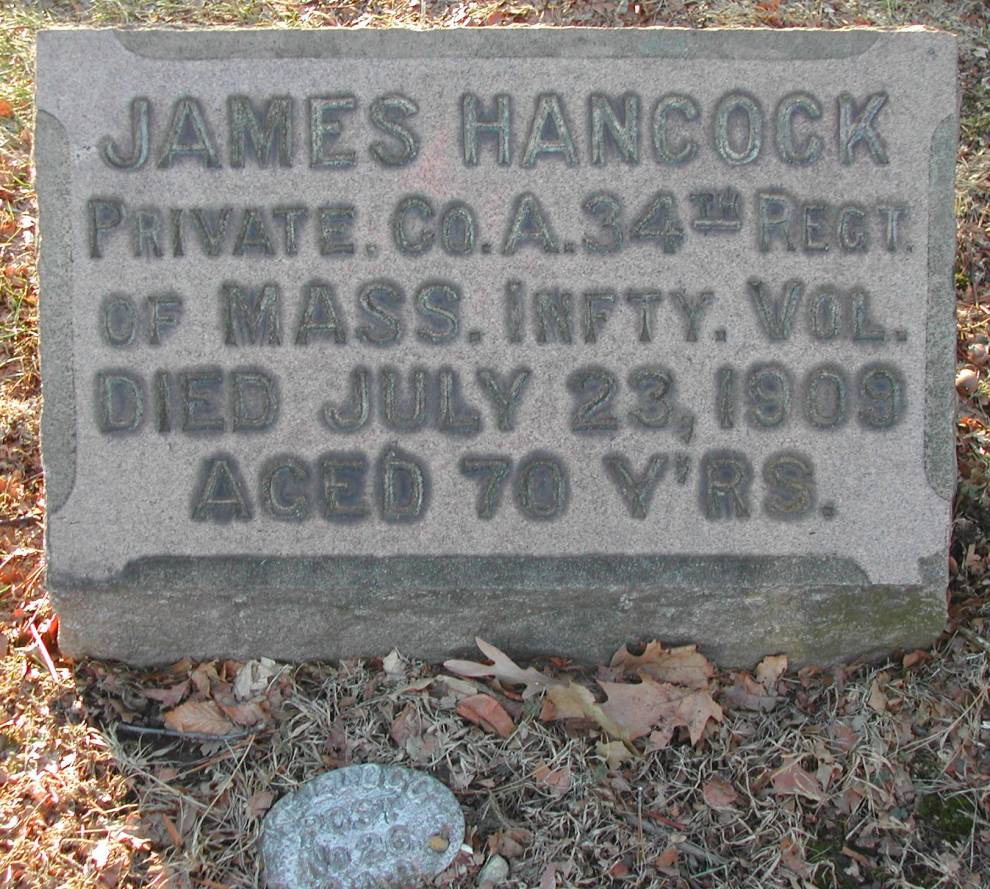 JAMES HANCOCK
PRIVATE. CO. A. 34TH REGT.
OF MASS. INFTY. VOL.
DIED JULY 23, 1909
AGED 70 Y'RS.
POST
NO 20